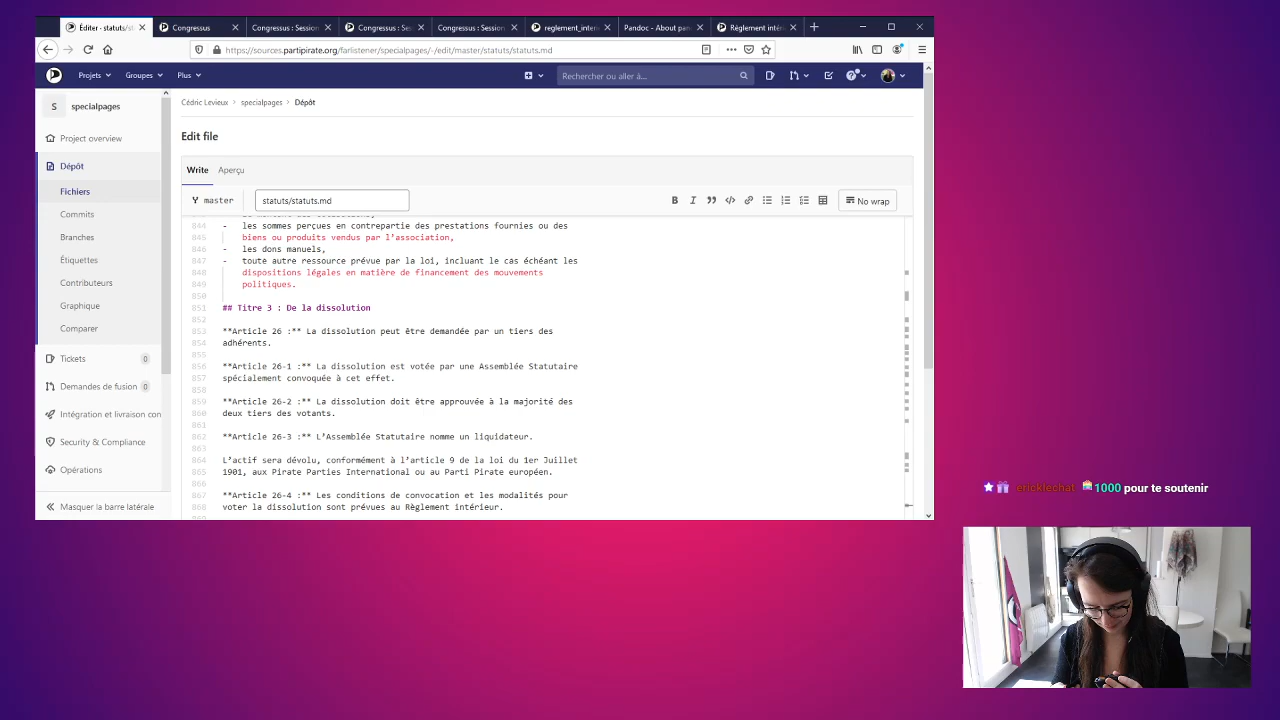 Éditer · statuts/statu
Congressus
Congressus : Session
Congressus : Ses
Congressus : Session
reglement_inte
Pandoc - About pan
Règlement intéri
https://sources.partipirate.org/farlistener/specialpages/-/edit/master/statuts/statuts.md
Projets
Groupes
Plus
Rechercher ou aller à...
S specialpages
Project overview
Dépôt
Fichiers
Commits
Branches
Étiquettes
Contributeurs
Graphique
Comparer
Tickets 0
Demandes de fusion 0
Intégration et livraison con
Security & Compliance
Opérations
Masquer la barre latérale
Cédric Levieux > specialpages > Dépôt
Edit file
Write Aperçu
master statuts/statuts.md
No wrap
844 - les sommes perçues en contrepartie des prestations fournies ou des
845 biens ou produits vendus par l’association,
846 - les dons manuels,
847 - toute autre ressource prévue par la loi, incluant le cas échéant les
848 dispositions légales en matière de financement des mouvements
849 politiques.
850
851 ## Titre 3 : De la dissolution
852
853 **Article 26 :** La dissolution peut être demandée par un tiers des
854 adhérents.
855
856 **Article 26-1 :** La dissolution est votée par une Assemblée Statutaire
857 spécialement convoquée à cet effet.
858
859 **Article 26-2 :** La dissolution doit être approuvée à la majorité des
860 deux tiers des votants.
861
862 **Article 26-3 :** L’Assemblée Statutaire nomme un liquidateur.
863
864 L’actif sera dévolu, conformément à l’article 9 de la loi du 1er Juillet
865 1901, aux Pirate Parties International ou au Parti Pirate européen.
866
867 **Article 26-4 :** Les conditions de convocation et les modalités pour
868 voter la dissolution sont prévues au Règlement intérieur.
ericklechat 1000 pour te soutenir